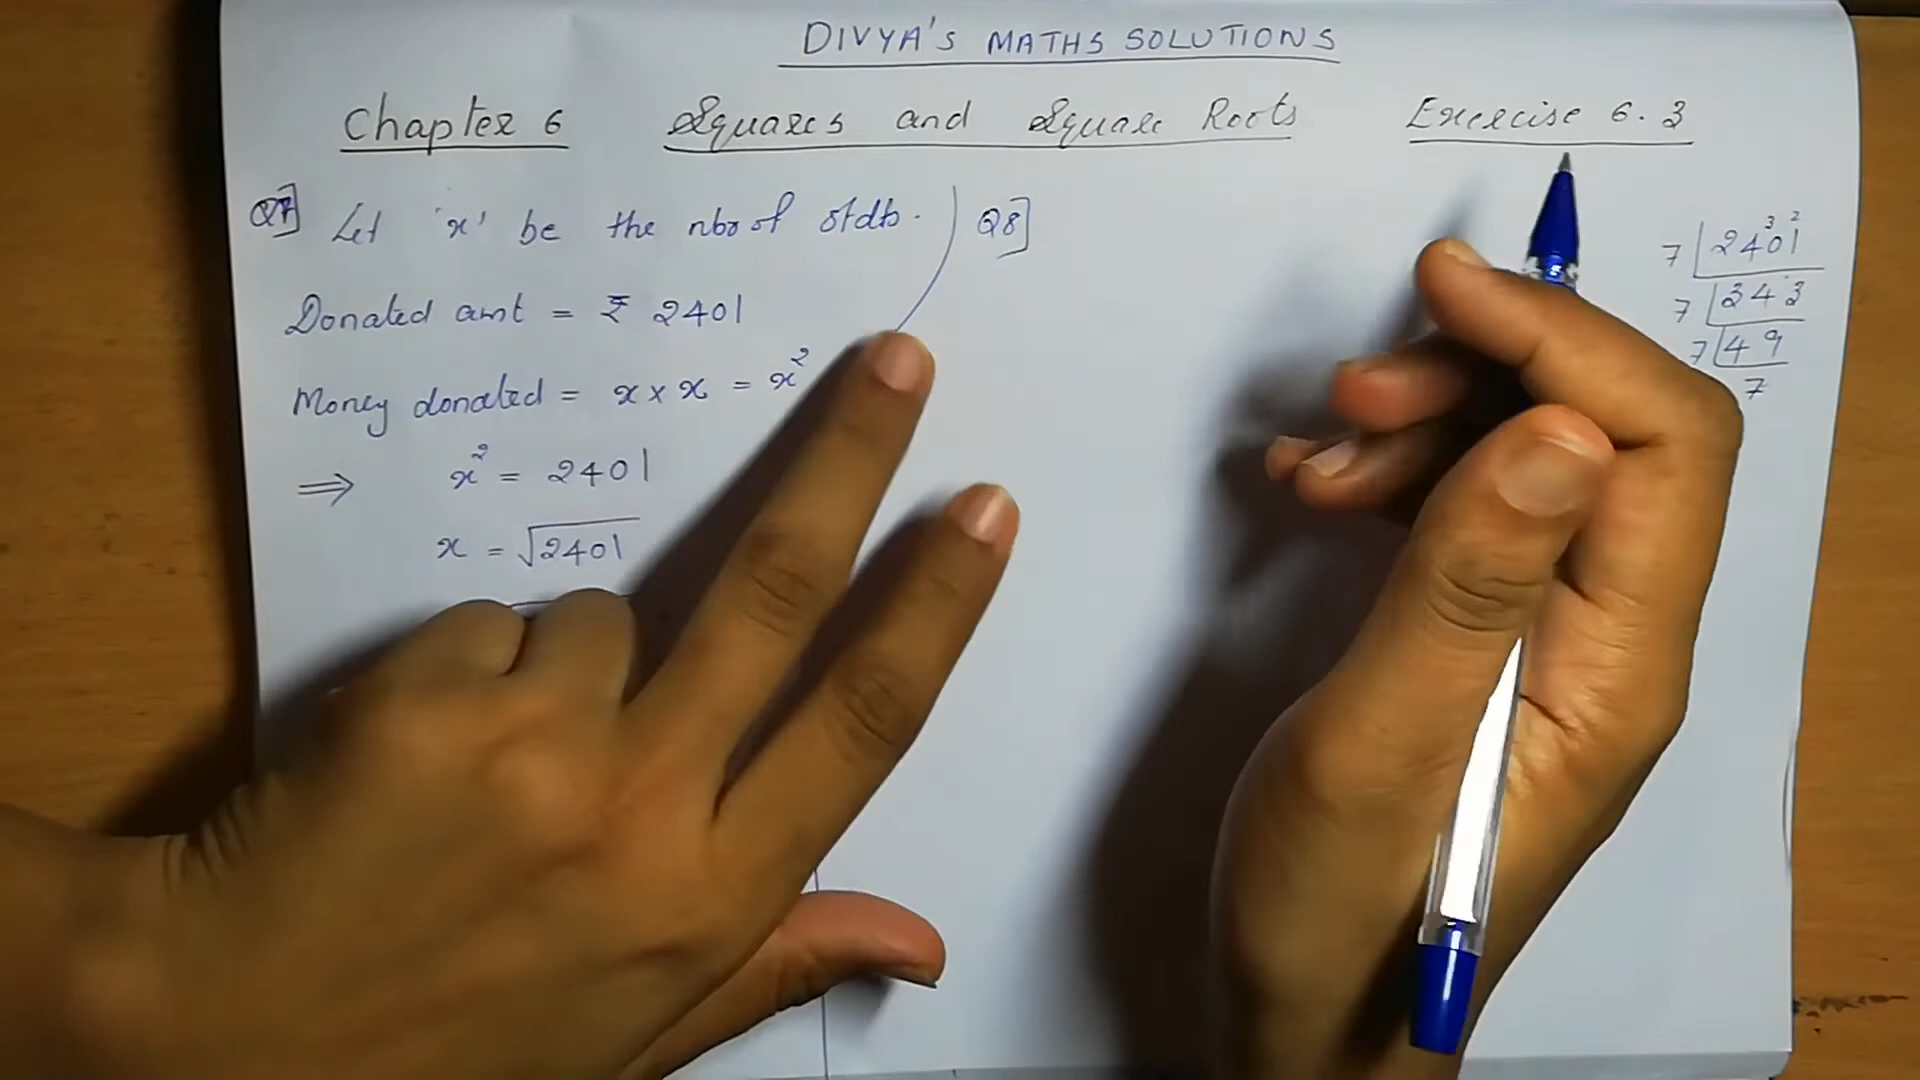 DIVYA'S MATHS SOLUTIONS
Chapter 6 Squares and Square Roots Exercise 6.3
Q7] Let 'x' be the nbr of stdts.
Donated amt = ₹ 2401
Money donated = x × x = x²
⇒ x² = 2401
x = √2401
Q8]
7 | 24³0²1
7 | 343
7 | 49
7